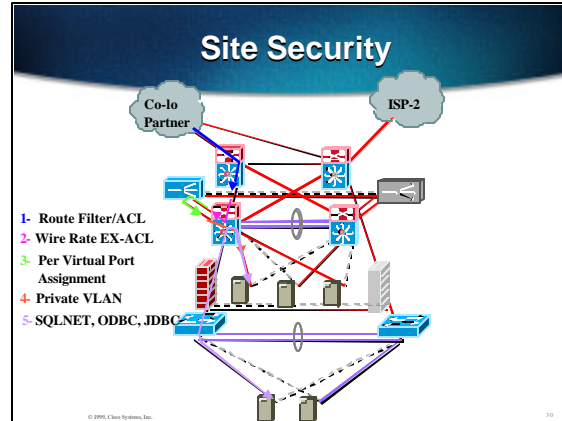 Site Security
Co-lo
Partner
ISP-2
1- Route Filter/ACL
2- Wire Rate EX-ACL
3- Per Virtual Port
Assignment
4- Private VLAN
5- SQLNET, ODBC, JDBC
© 1999, Cisco Systems, Inc.
30